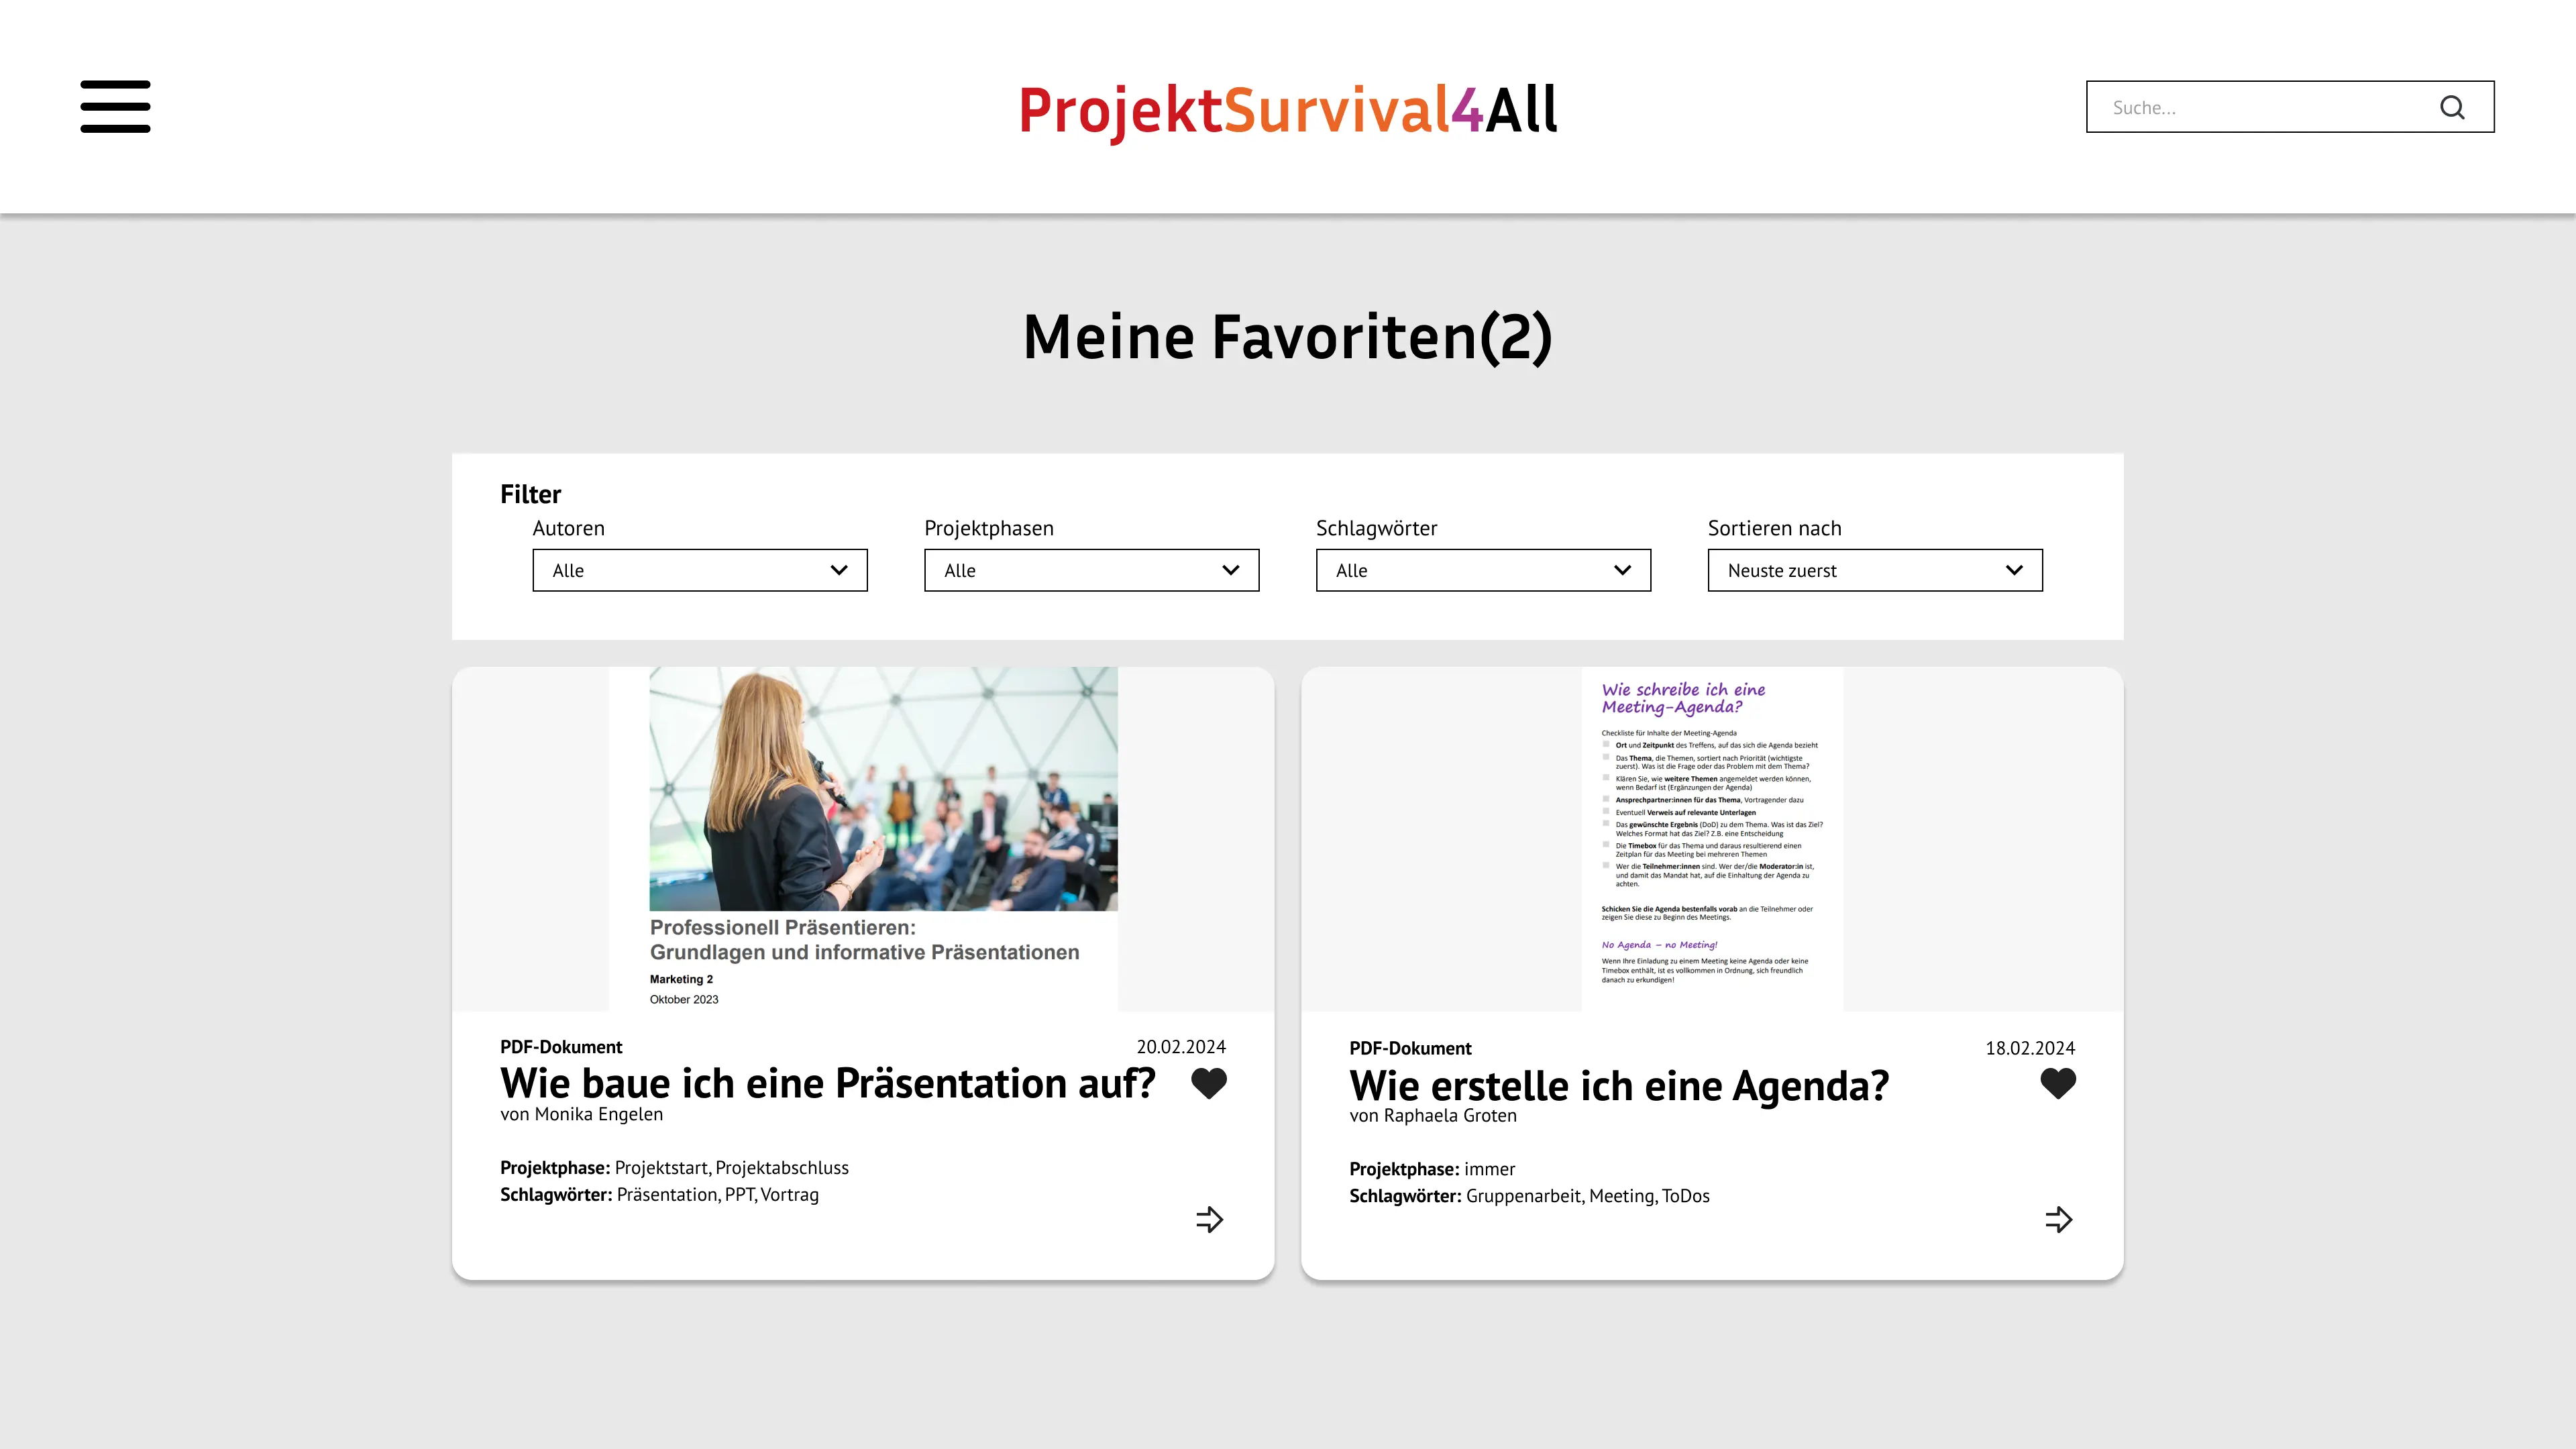 ProjektSurvival4All
Suche...
Meine Favoriten(2)
Filter
Autoren
Projektphasen
Schlagwörter
Sortieren nach
Alle
Alle
Alle
Neuste zuerst
Professionell Präsentieren:
Grundlagen und informative Präsentationen
Marketing 2
Oktober 2023
PDF-Dokument
20.02.2024
Wie baue ich eine Präsentation auf?
von Monika Engelen
Projektphase: Projektstart, Projektabschluss
Schlagwörter: Präsentation, PPT, Vortrag
Wie schreibe ich eine
Meeting-Agenda?
Checkliste für Inhalte der Meeting-Agenda
Ort und Zeitpunkt des Treffens, auf das sich die Agenda bezieht
Das Thema, die Themen, sortiert nach Priorität (wichtigste
zuerst). Was ist die Frage oder das Problem mit dem Thema?
Klären Sie, wie weitere Themen angemeldet werden können,
wenn Bedarf ist (Ergänzungen der Agenda)
Ansprechpartner:innen für das Thema, Vortragender dazu
Eventuell Verweis auf relevante Unterlagen
Das gewünschte Ergebnis (DoD) zu dem Thema. Was ist das Ziel?
Welches Format hat das Ziel? Z.B. eine Entscheidung
Die Timebox für das Thema und daraus resultierend einen
Zeitplan für das Meeting bei mehreren Themen
Wer die Teilnehmer:innen sind. Wer der/die Moderator:in ist,
und damit das Mandat hat, auf die Einhaltung der Agenda zu
achten.
Schicken Sie die Agenda bestenfalls vorab an die Teilnehmer oder
zeigen Sie diese zu Beginn des Meetings.
No Agenda – no Meeting!
Wenn Ihre Einladung zu einem Meeting keine Agenda oder keine
Timebox enthält, ist es vollkommen in Ordnung, sich freundlich
danach zu erkundigen!
PDF-Dokument
18.02.2024
Wie erstelle ich eine Agenda?
von Raphaela Groten
Projektphase: immer
Schlagwörter: Gruppenarbeit, Meeting, ToDos